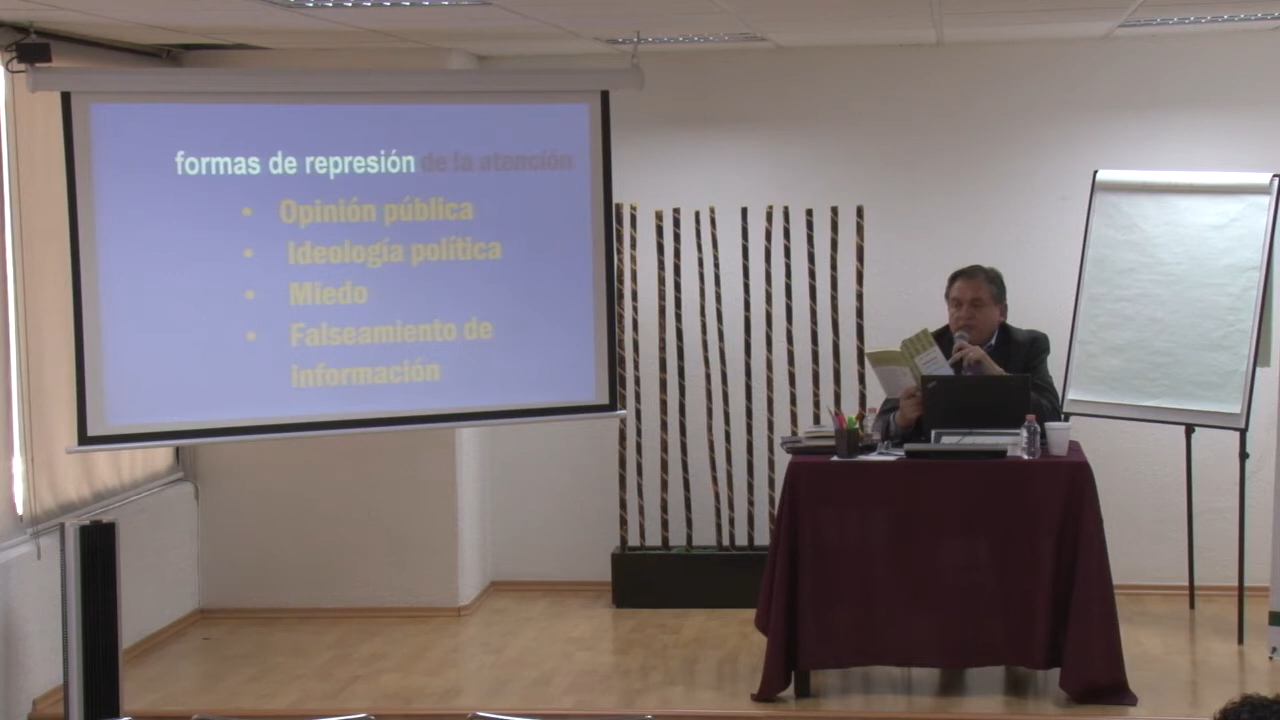 formas de represión de la atención
• Opinión pública
• Ideología política
• Miedo
• Falseamiento de
información